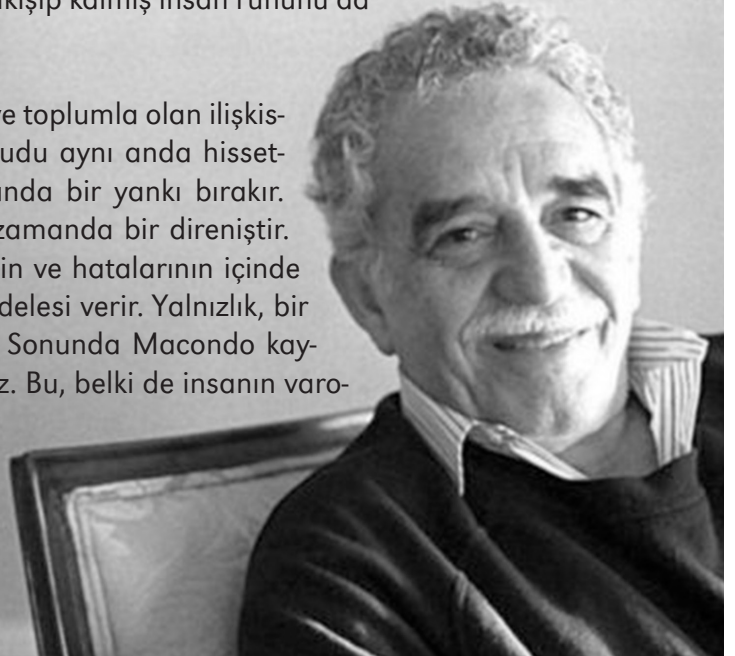 kışıp kalmış insan ruhunu da
ve toplumla olan ilişkis-
udu aynı anda hisset-
nda bir yankı bırakır.
zamanda bir direniştir.
in ve hatalarının içinde
delesi verir. Yalnızlık, bir
Sonunda Macondo kay-
z. Bu, belki de insanın varo-